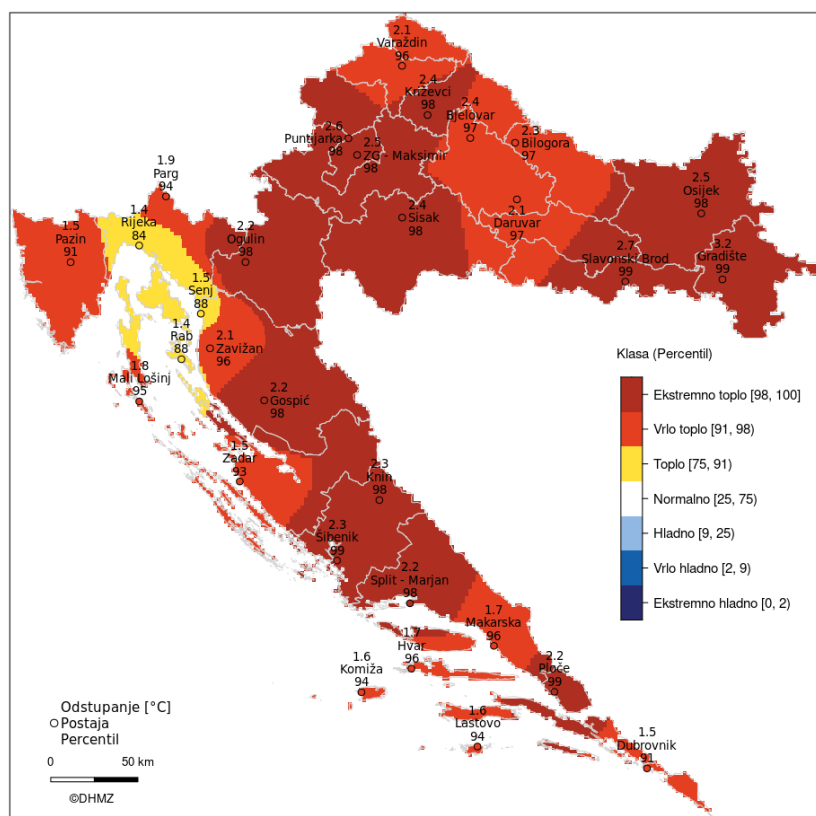 2.1
Varaždin
96
2.4
Križevci
98
2.4
Bjelovar
97
2.3
Bilogora
97
2.6
Puntijarka
98
2.5
ZG - Maksimir
98
1.9
Parg
94
1.4
Rijeka
84
1.5
Pazin
91
2.2
Ogulin
98
2.4
Sisak
98
2.1
Daruvar
97
2.5
Osijek
98
2.7
Slavonski Brod
99
3.2
Gradište
99
1.5
Senj
88
1.4
Rab
88
2.1
Zavižan
96
1.8
Mali Lošinj
95
2.2
Gospić
98
1.5
Zadar
93
2.3
Knin
98
2.3
Šibenik
99
2.2
Split - Marjan
98
1.7
Makarska
96
1.7
Hvar
96
1.6
Komiža
94
2.2
Ploče
99
1.6
Lastovo
94
1.5
Dubrovnik
91
Klasa (Percentil)
Ekstremno toplo [98, 100]
Vrlo toplo [91, 98)
Toplo [75, 91)
Normalno [25, 75)
Hladno [9, 25)
Vrlo hladno [2, 9)
Ekstremno hladno [0, 2)
Odstupanje [°C]
Postaja
Percentil
0 50 km
©DHMZ